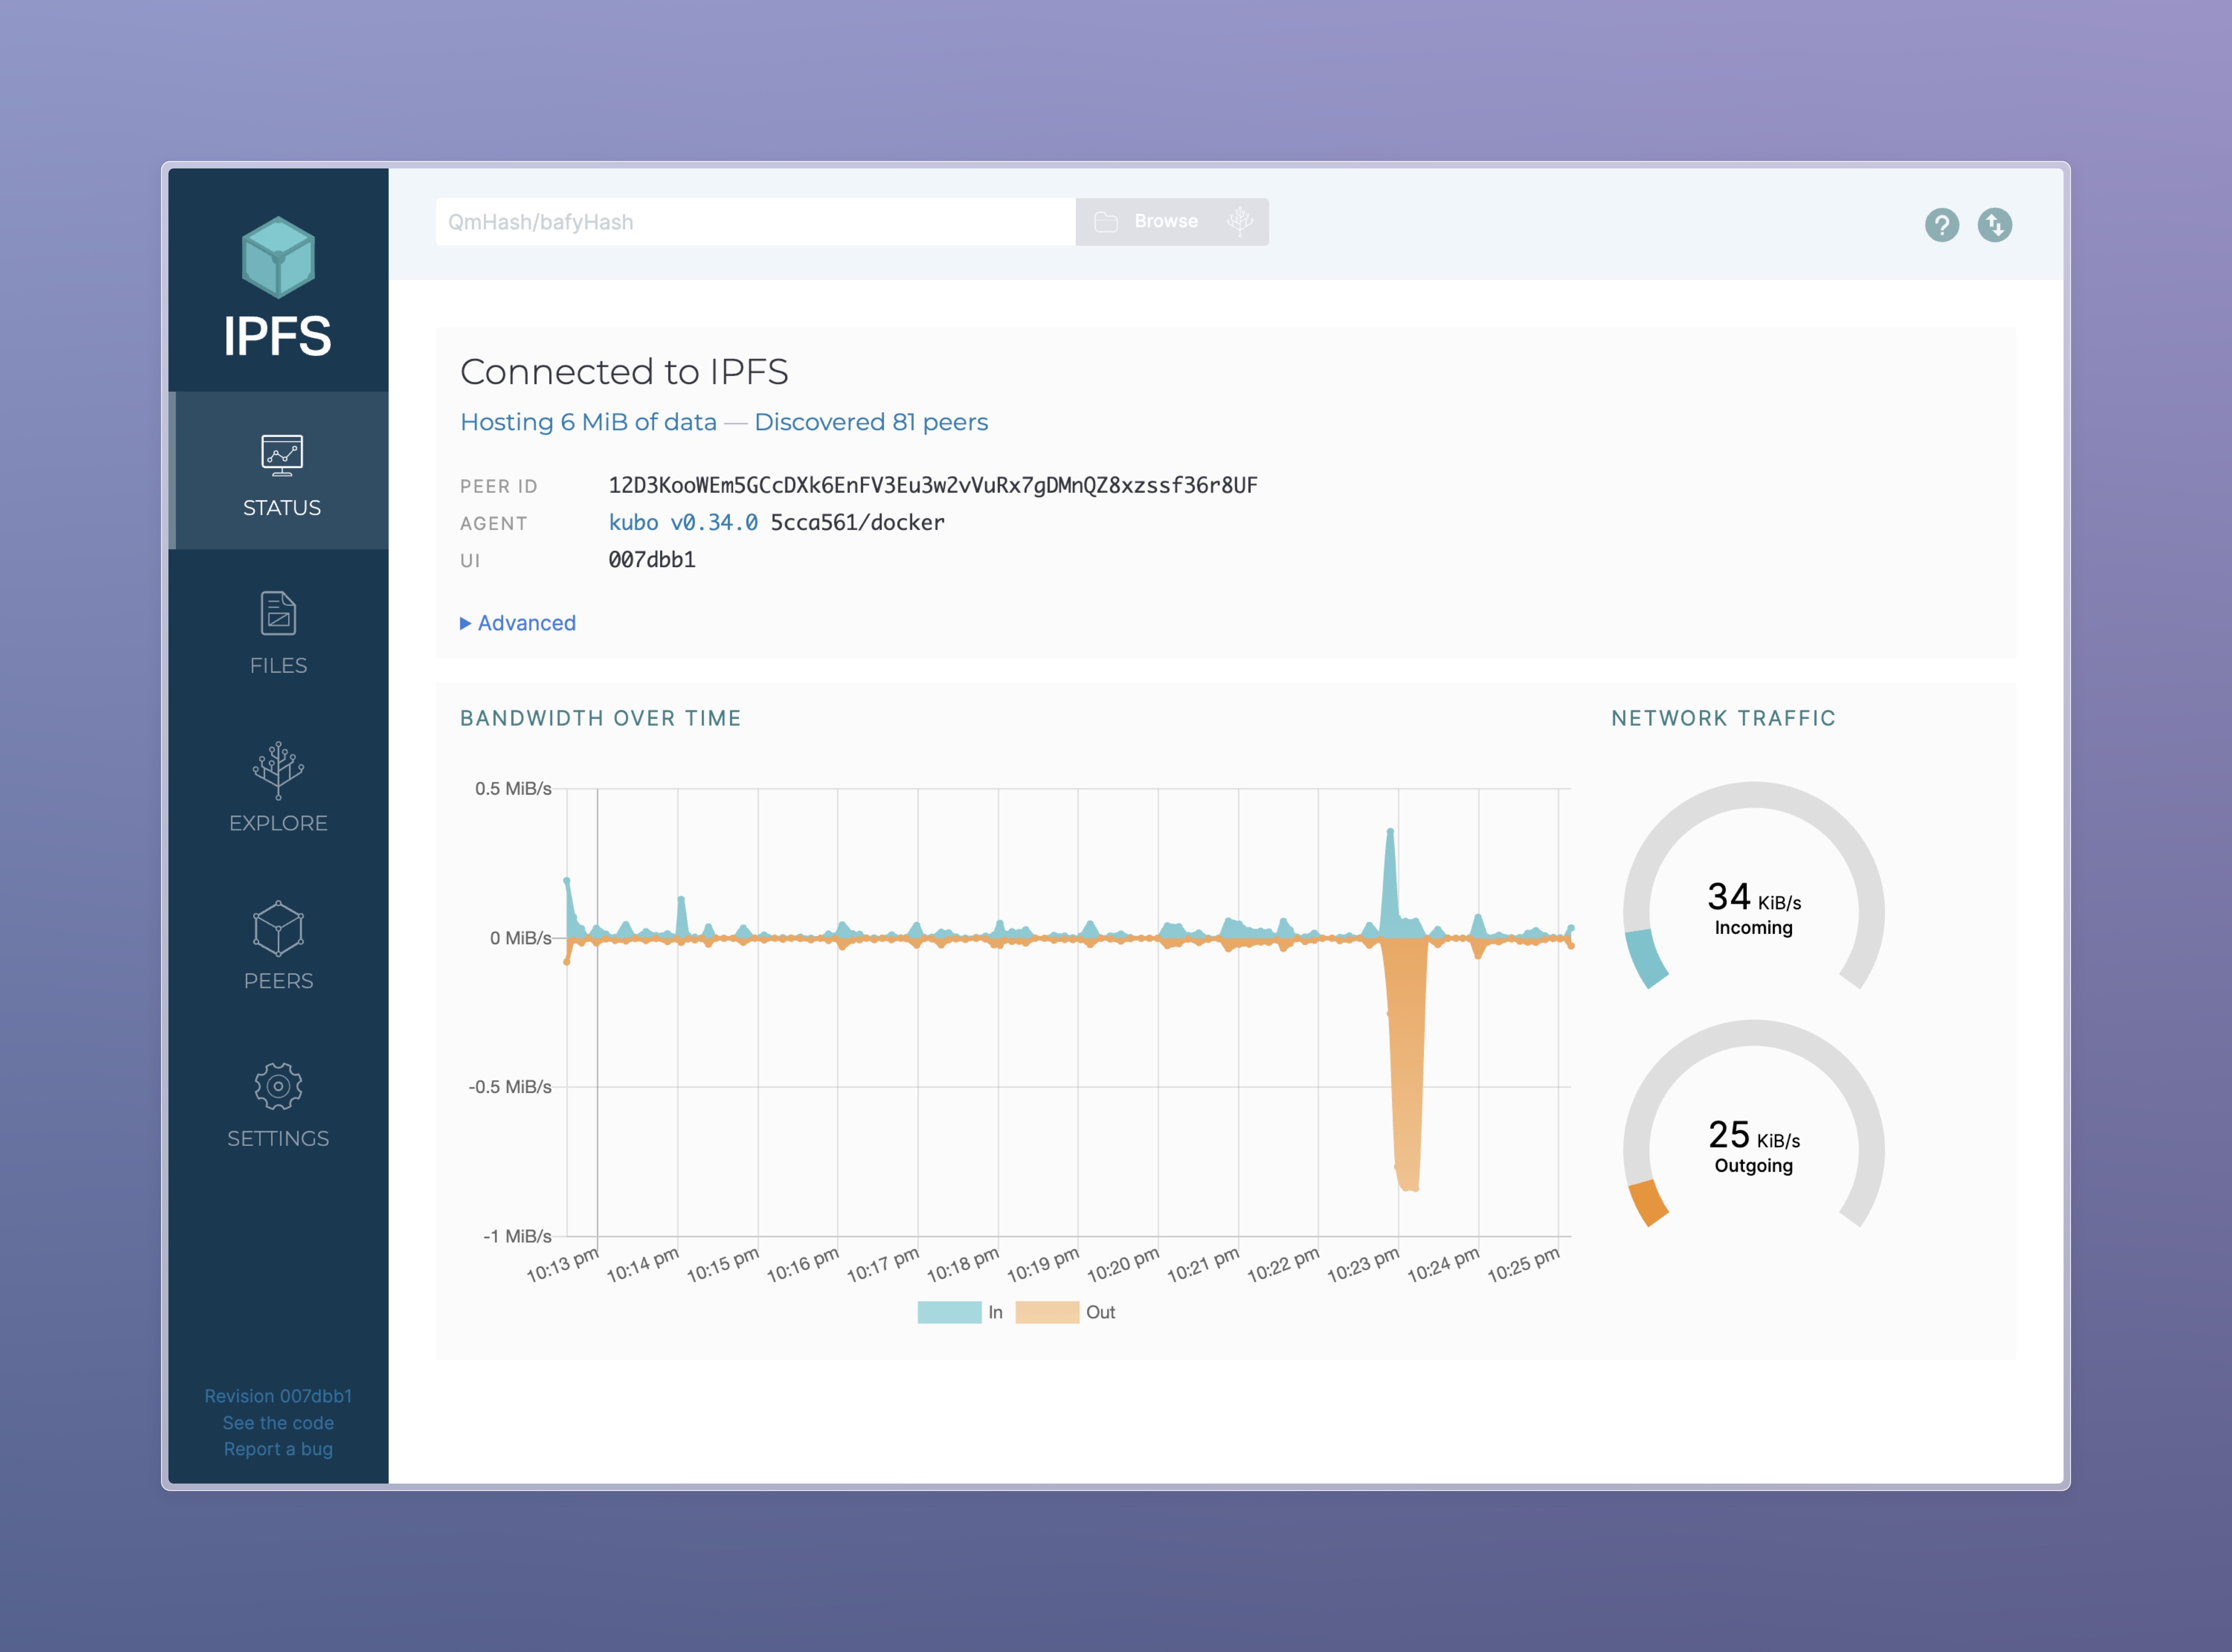 IPFS
STATUS
FILES
EXPLORE
PEERS
SETTINGS
Revision 007dbb1
See the code
Report a bug
QmHash/bafyHash
Browse
Connected to IPFS
Hosting 6 MiB of data — Discovered 81 peers
PEER ID 12D3KooWEm5GCcDXk6EnFV3Eu3w2vVuRx7gDMnQZ8xzssf36r8UF
AGENT kubo v0.34.0 5cca561/docker
UI 007dbb1
▶ Advanced
BANDWIDTH OVER TIME
0.5 MiB/s
0 MiB/s
-0.5 MiB/s
-1 MiB/s
10:13 pm 10:14 pm 10:15 pm 10:16 pm 10:17 pm 10:18 pm 10:19 pm 10:20 pm 10:21 pm 10:22 pm 10:23 pm 10:24 pm 10:25 pm
In Out
NETWORK TRAFFIC
34 KiB/s
Incoming
25 KiB/s
Outgoing